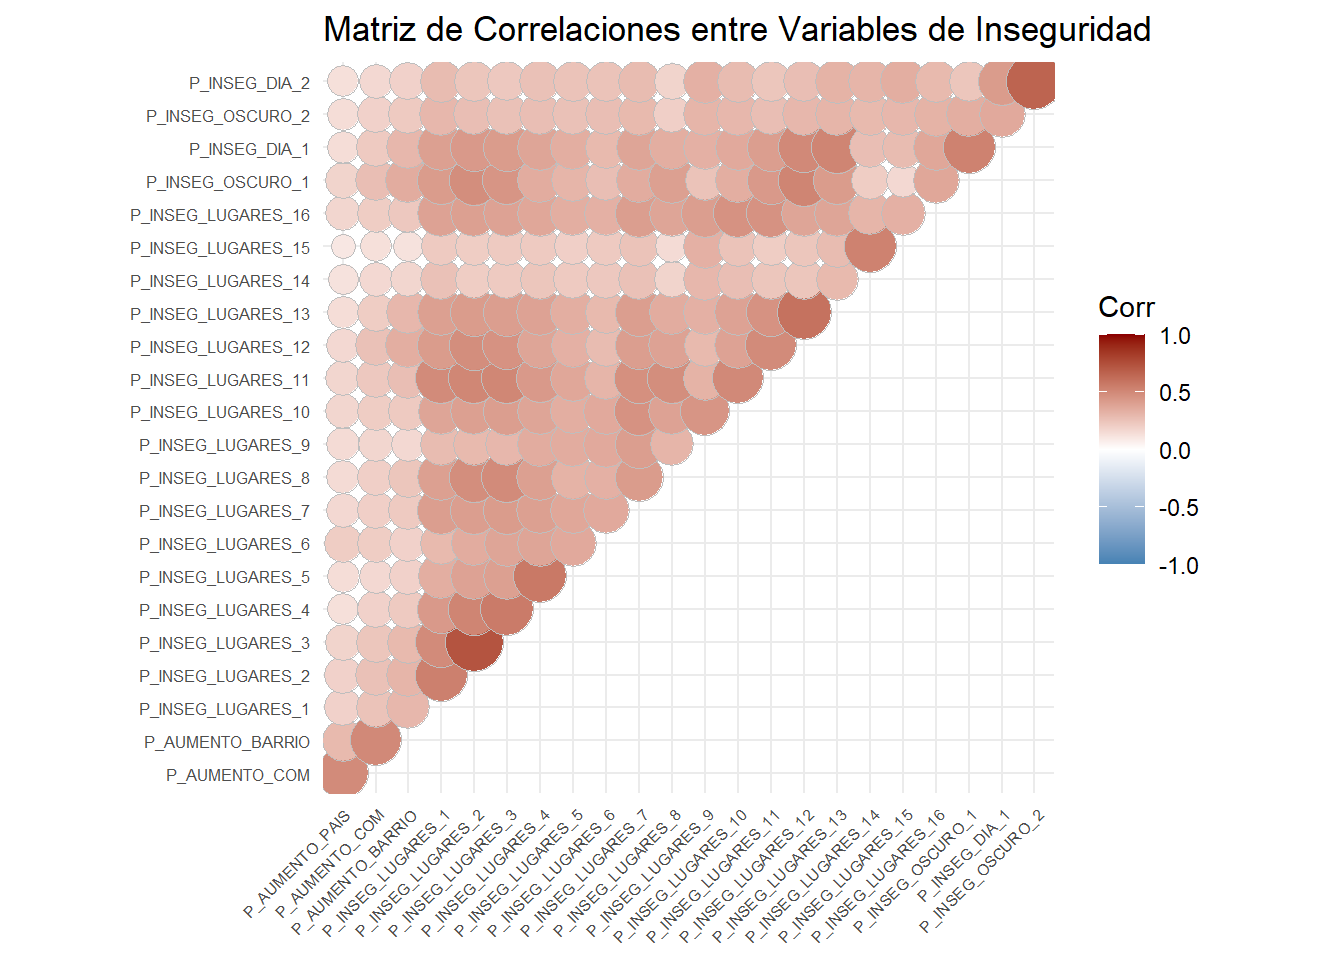 Matriz de Correlaciones entre Variables de Inseguridad
P_INSEG_DIA_2
P_INSEG_OSCURO_2
P_INSEG_DIA_1
P_INSEG_OSCURO_1
P_INSEG_LUGARES_16
P_INSEG_LUGARES_15
P_INSEG_LUGARES_14
P_INSEG_LUGARES_13
P_INSEG_LUGARES_12
P_INSEG_LUGARES_11
P_INSEG_LUGARES_10
P_INSEG_LUGARES_9
P_INSEG_LUGARES_8
P_INSEG_LUGARES_7
P_INSEG_LUGARES_6
P_INSEG_LUGARES_5
P_INSEG_LUGARES_4
P_INSEG_LUGARES_3
P_INSEG_LUGARES_2
P_INSEG_LUGARES_1
P_AUMENTO_BARRIO
P_AUMENTO_COM
P_AUMENTO_PAIS
P_AUMENTO_COM
P_AUMENTO_BARRIO
P_INSEG_LUGARES_1
P_INSEG_LUGARES_2
P_INSEG_LUGARES_3
P_INSEG_LUGARES_4
P_INSEG_LUGARES_5
P_INSEG_LUGARES_6
P_INSEG_LUGARES_7
P_INSEG_LUGARES_8
P_INSEG_LUGARES_9
P_INSEG_LUGARES_10
P_INSEG_LUGARES_11
P_INSEG_LUGARES_12
P_INSEG_LUGARES_13
P_INSEG_LUGARES_14
P_INSEG_LUGARES_15
P_INSEG_LUGARES_16
P_INSEG_OSCURO_1
P_INSEG_DIA_1
P_INSEG_OSCURO_2
Corr
1.0
0.5
0.0
-0.5
-1.0